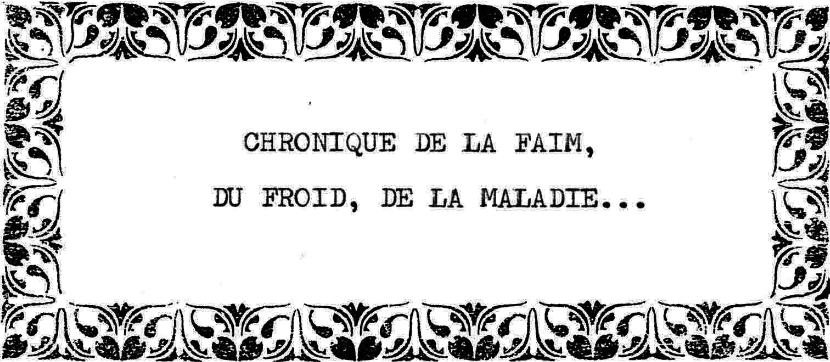 CHRONIQUE DE LA FAIM,
DU FROID, DE LA MALADIE...